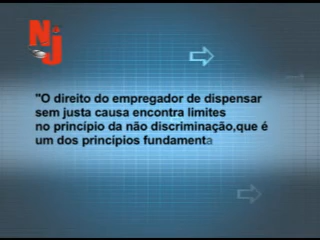 NJ
"O direito do empregador de dispensar
sem justa causa encontra limites
no princípio da não discriminação,que é
um dos princípios fundamenta